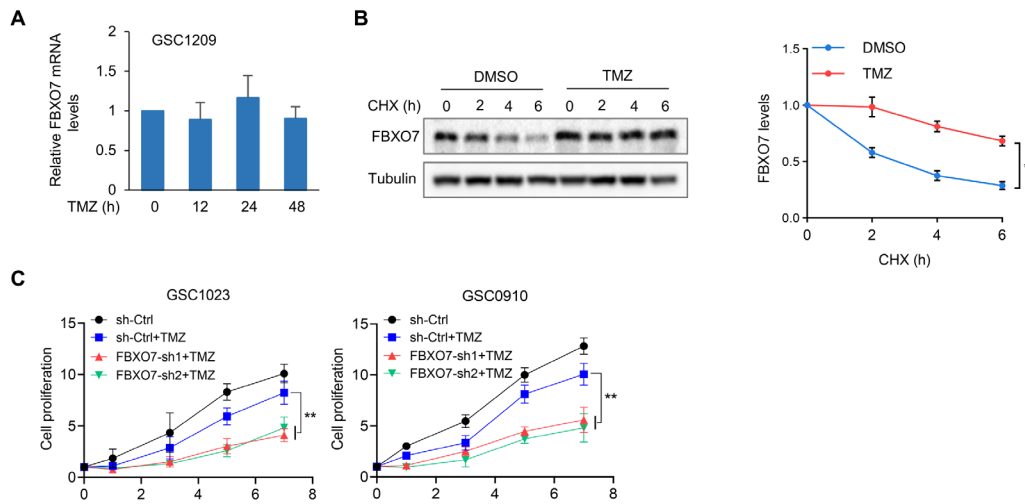 A
GSC1209
Relative FBXO7 mRNA
levels
2
1.5
1
0.5
0
TMZ (h)
0 12 24 48
B
DMSO TMZ
CHX (h) 0 2 4 6 0 2 4 6
FBXO7
Tubulin
DMSO
TMZ
FBXO7 levels
1.5
1.0
0.5
0.0
0 2 4 6
CHX (h)
C
GSC1023
sh-Ctrl
sh-Ctrl+TMZ
FBXO7-sh1+TMZ
FBXO7-sh2+TMZ
Cell proliferation
15
10
5
0
0 2 4 6 8
**
GSC0910
sh-Ctrl
sh-Ctrl+TMZ
FBXO7-sh1+TMZ
FBXO7-sh2+TMZ
Cell proliferation
15
10
5
0
0 2 4 6 8
**